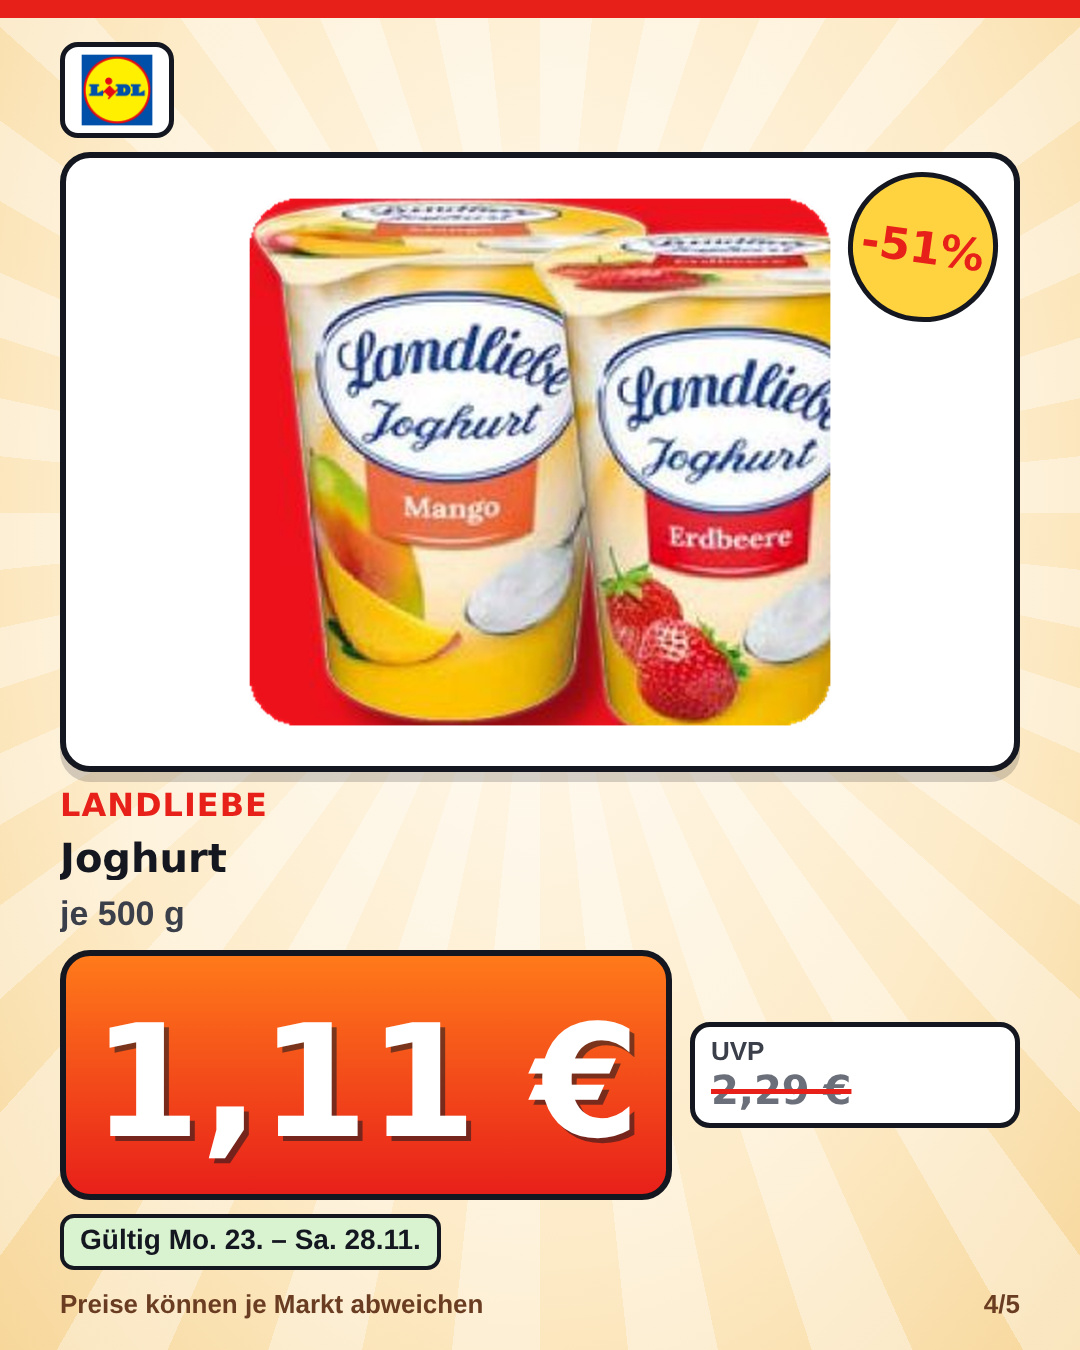 LIDL
-51%
Landliebe
Joghurt
Mango
Landliebe
Joghurt
Erdbeere
LANDLIEBE
Joghurt
je 500 g
1,11 €
UVP
2,29 €
Gültig Mo. 23. – Sa. 28.11.
Preise können je Markt abweichen
4/5